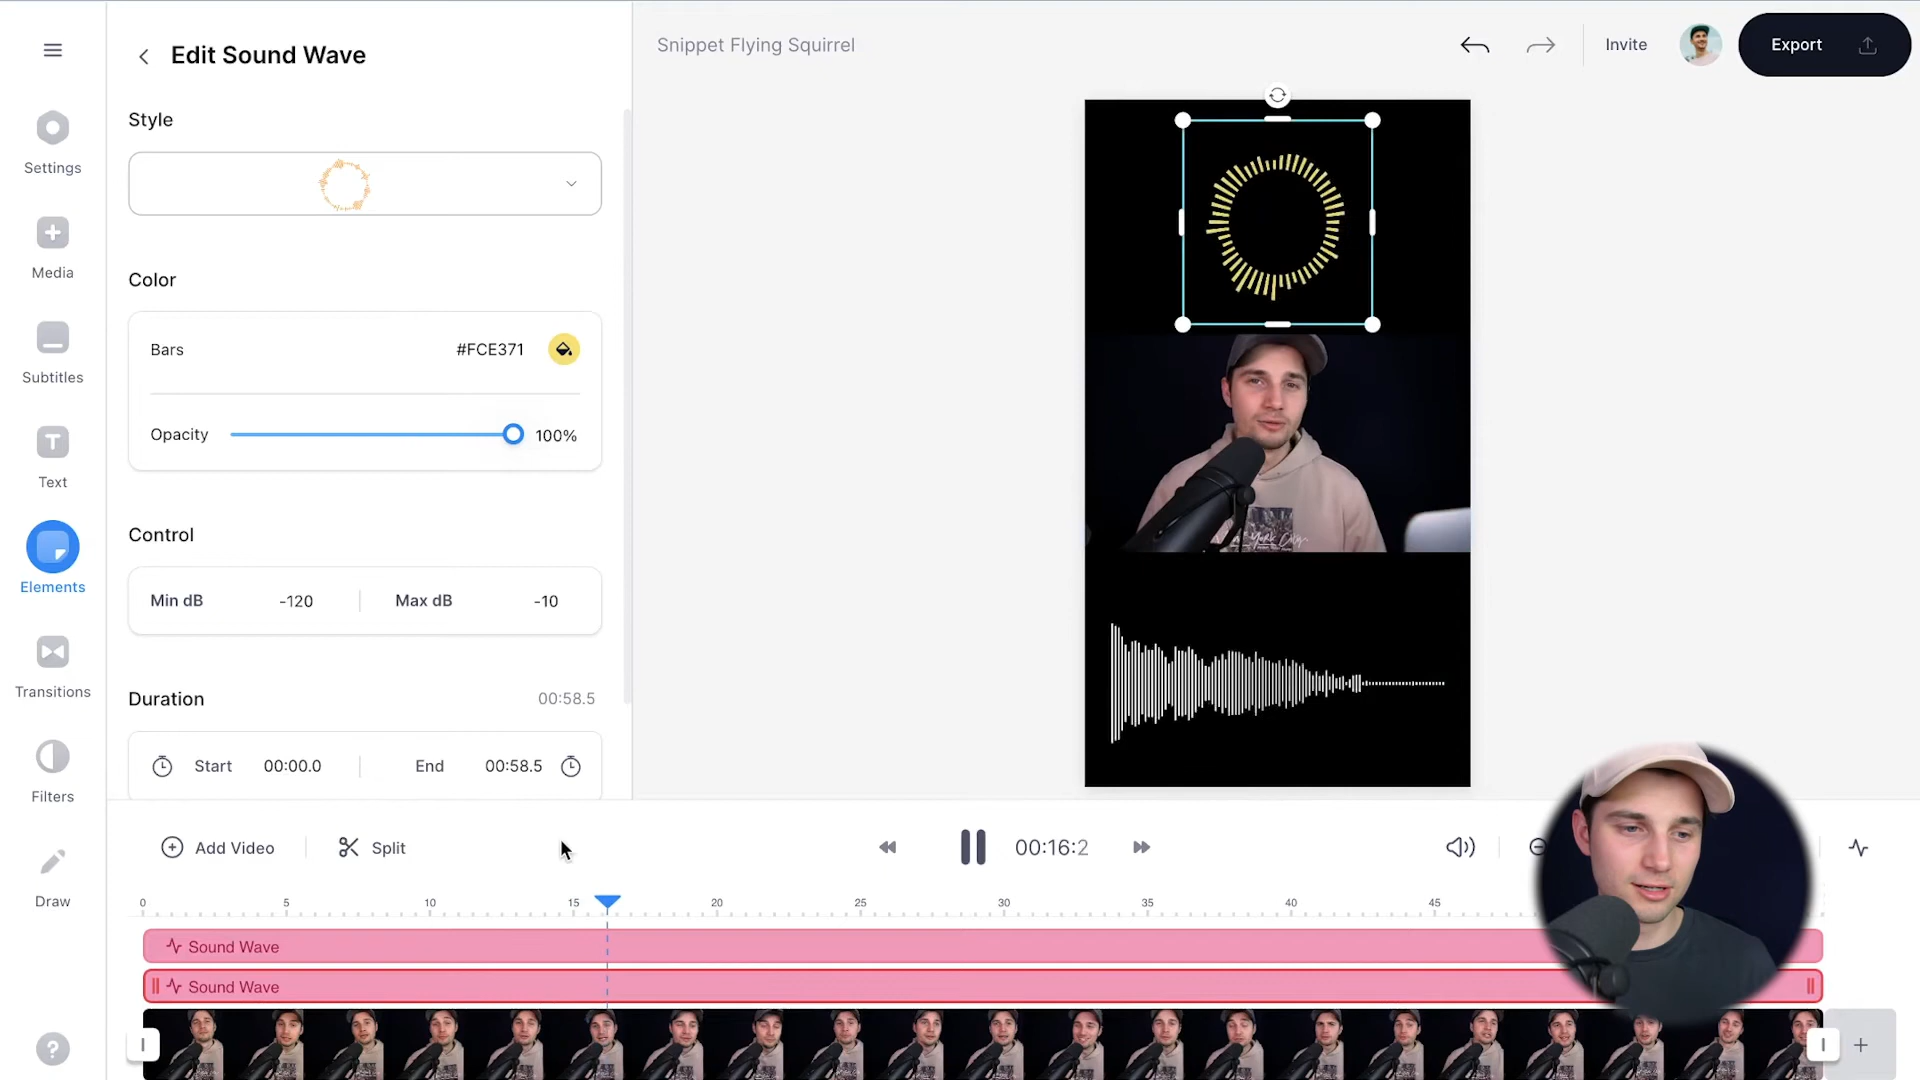 Edit Sound Wave
Snippet Flying Squirrel
Invite
Export
Settings
Media
Subtitles
Text
Elements
Transitions
Filters
Draw
Style
Color
Bars #FCE371
Opacity 100%
Control
Min dB -120 Max dB -10
Duration 00:58.5
Start 00:00.0 End 00:58.5
York City
Add Video Split 00:16:2
0 5 10 15 20 25 30 35 40 45
Sound Wave
Sound Wave
?